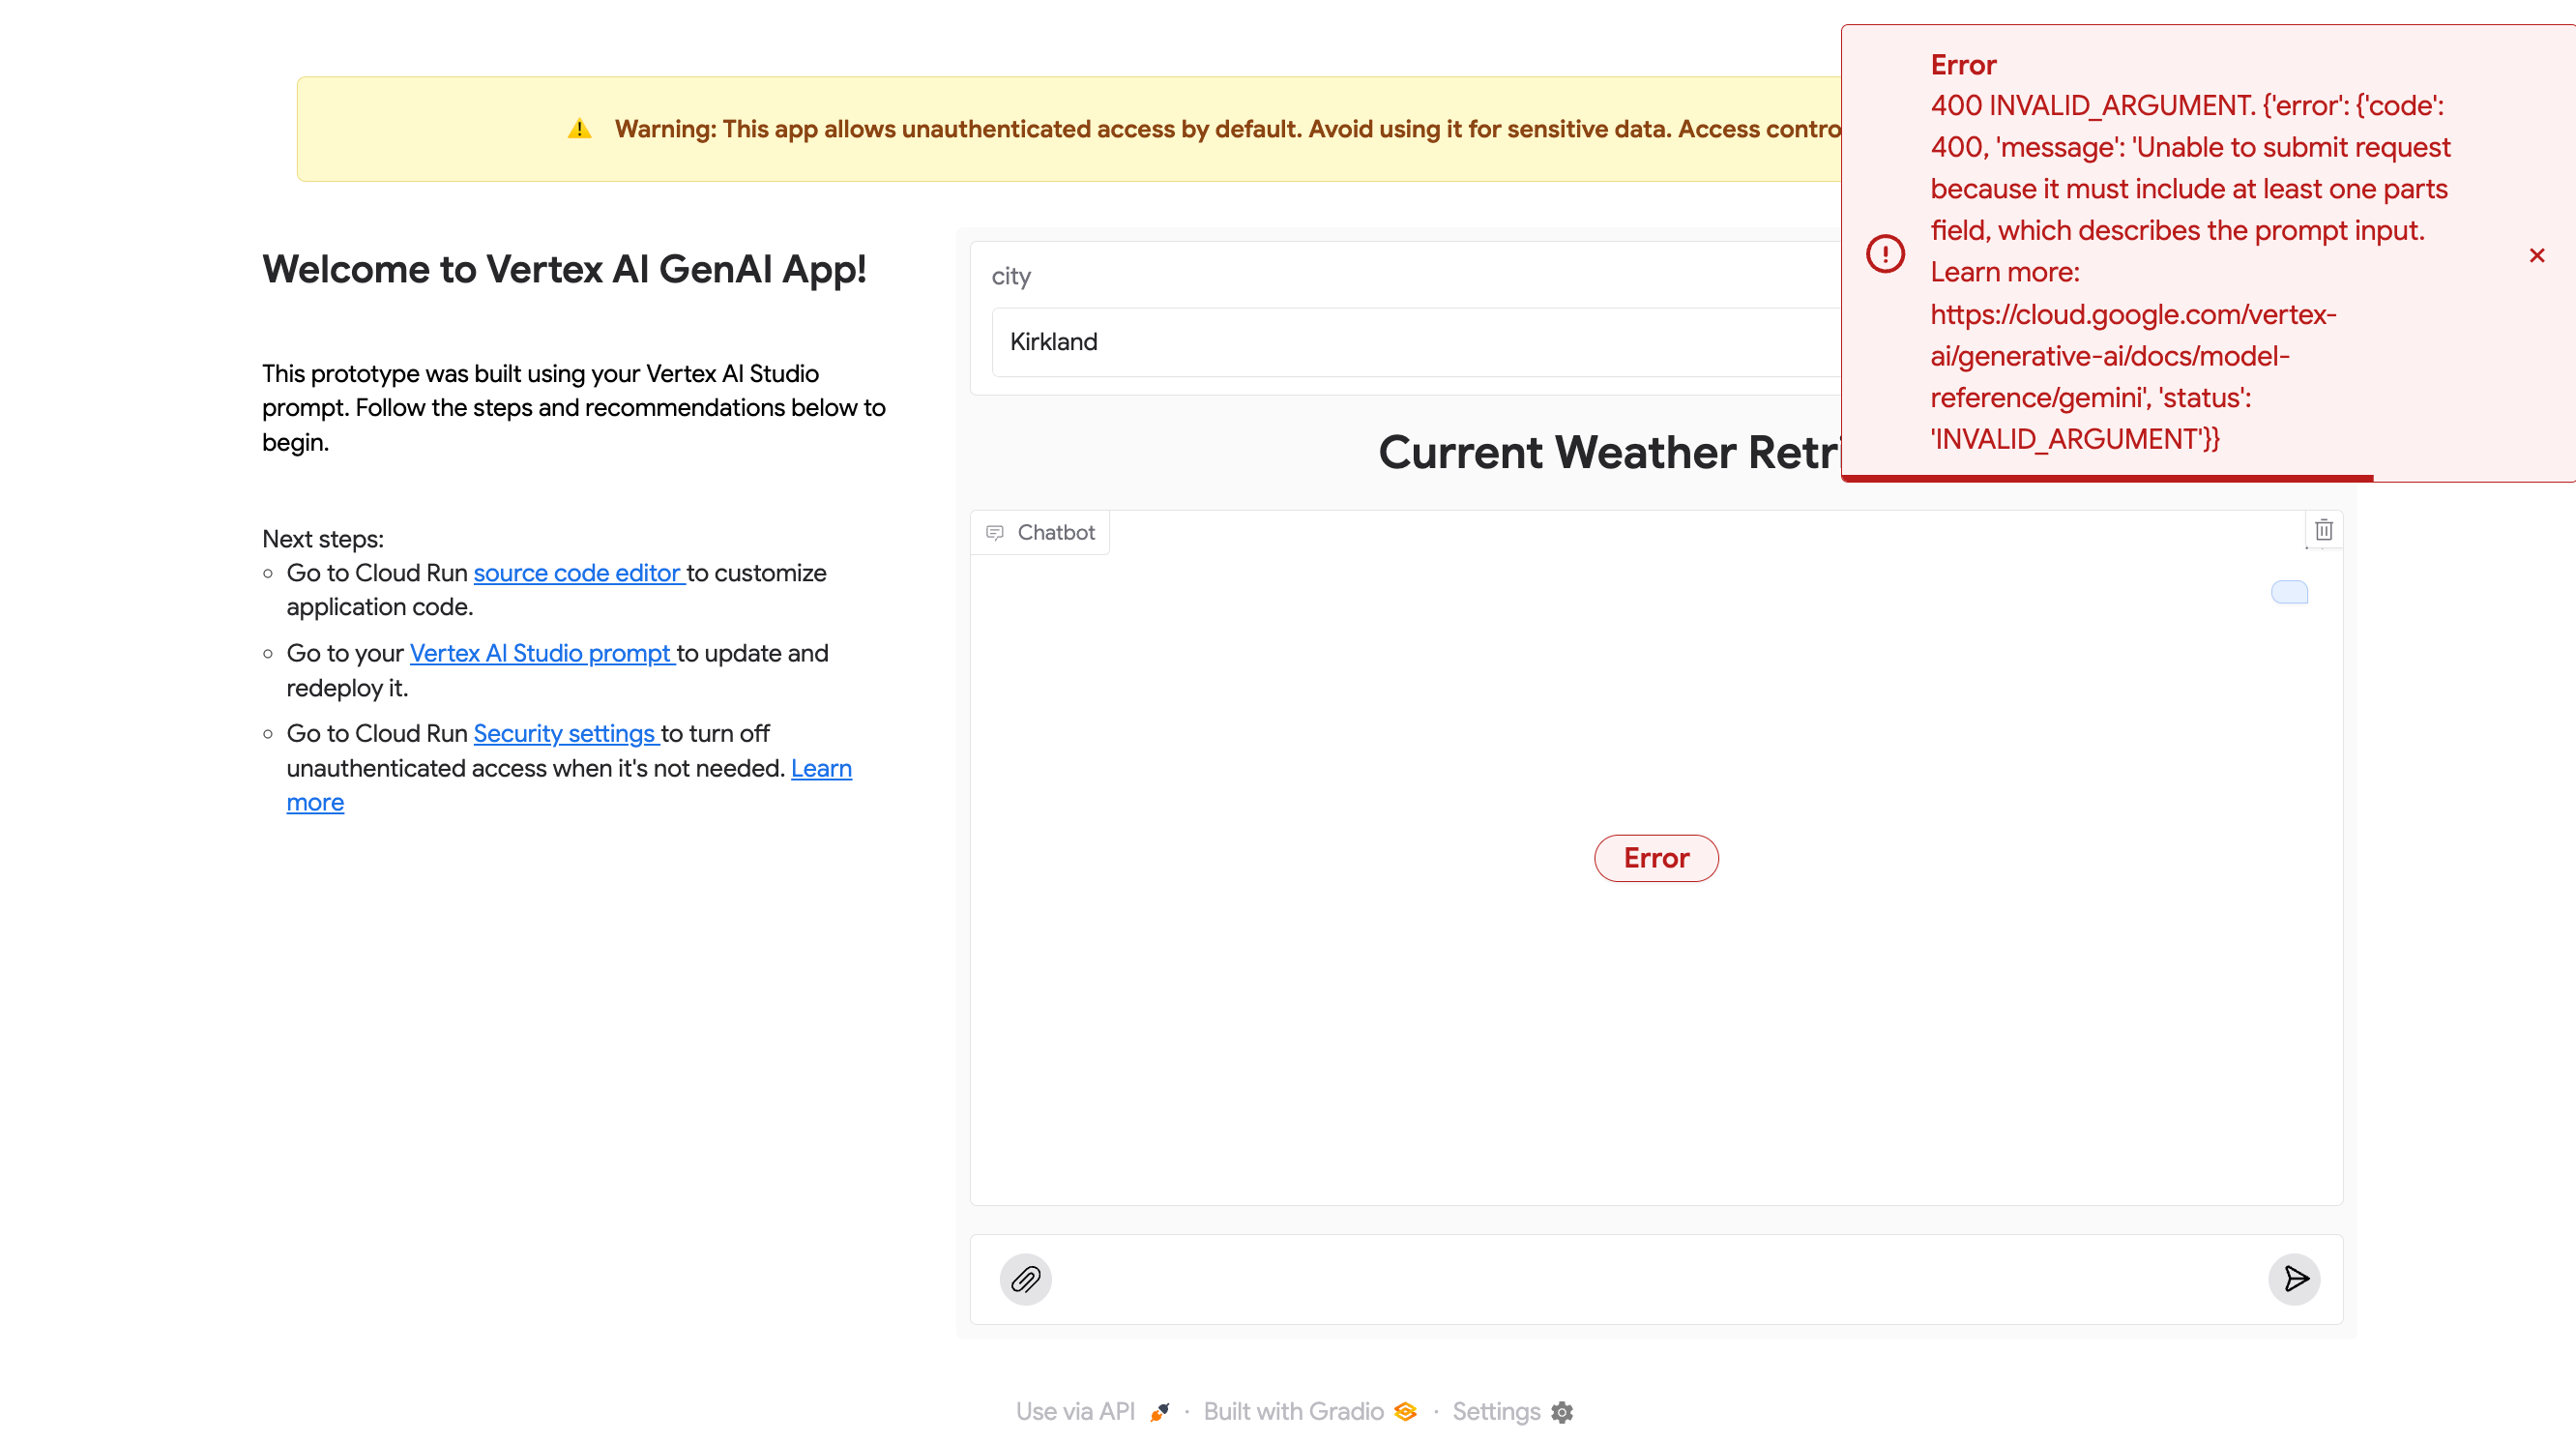 Warning: This app allows unauthenticated access by default. Avoid using it for sensitive data. Access contro
Error
400 INVALID_ARGUMENT. {'error': {'code':
400, 'message': 'Unable to submit request
because it must include at least one parts
field, which describes the prompt input.
Learn more:
https://cloud.google.com/vertex-
ai/generative-ai/docs/model-
reference/gemini', 'status':
'INVALID_ARGUMENT'}}
Welcome to Vertex AI GenAI App!
This prototype was built using your Vertex AI Studio
prompt. Follow the steps and recommendations below to
begin.
Next steps:
Go to Cloud Run source code editor to customize
application code.
Go to your Vertex AI Studio prompt to update and
redeploy it.
Go to Cloud Run Security settings to turn off
unauthenticated access when it's not needed. Learn
more
city
Kirkland
Current Weather Retri
Chatbot
Error
Use via API · Built with Gradio · Settings